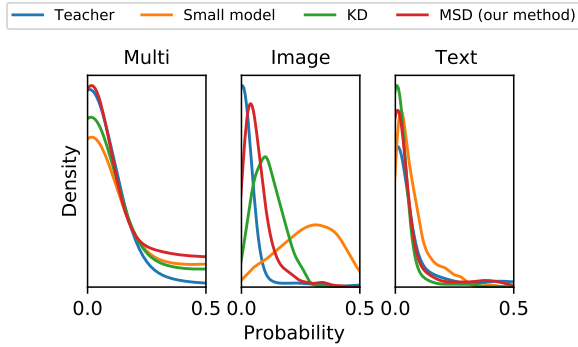 Teacher Small model KD MSD (our method)
Multi Image Text
Density
0.0 0.5 0.0 0.5 0.0 0.5
Probability